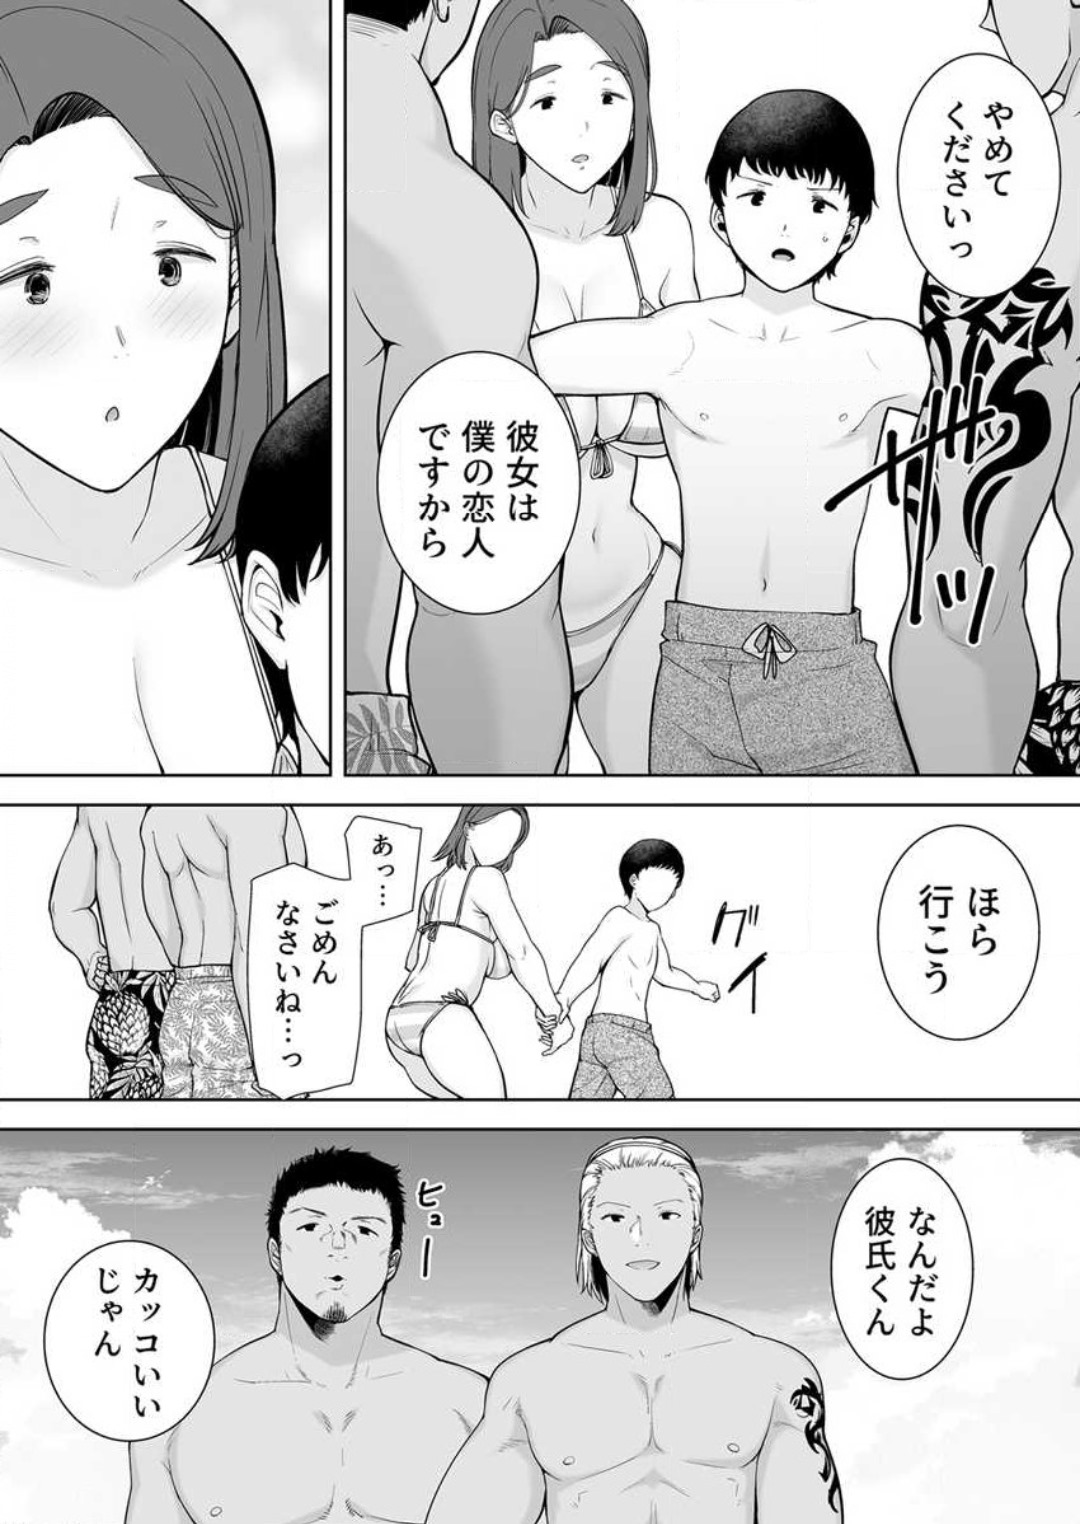 やめて
くださいっ
ザッ
ザッ
彼女は
僕の恋人
ですから
ほら
行こう
グイ
あっ…
ごめん
なさいね…っ
なんだよ
彼氏くん
ヒュー
カッコいい
じゃん